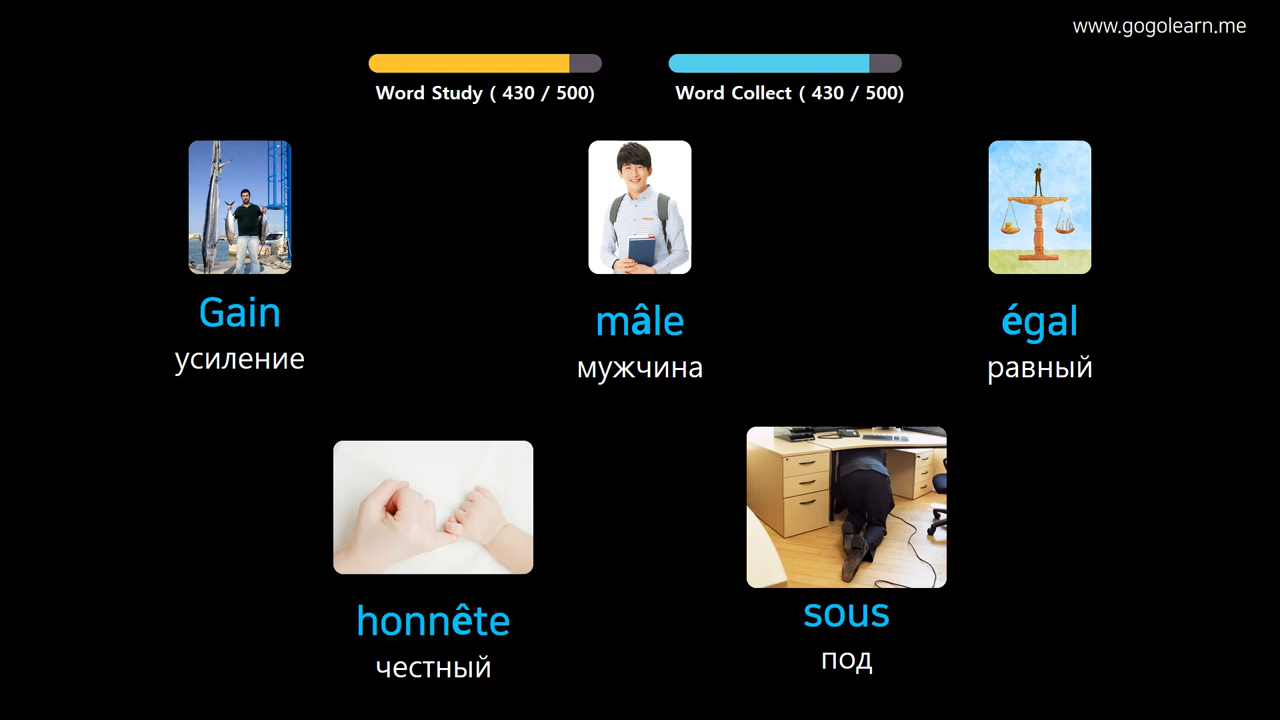 www.gogolearn.me
Word Study ( 430 / 500)
Word Collect ( 430 / 500)
Gain
усиление
mâle
мужчина
égal
равный
honnête
честный
sous
под